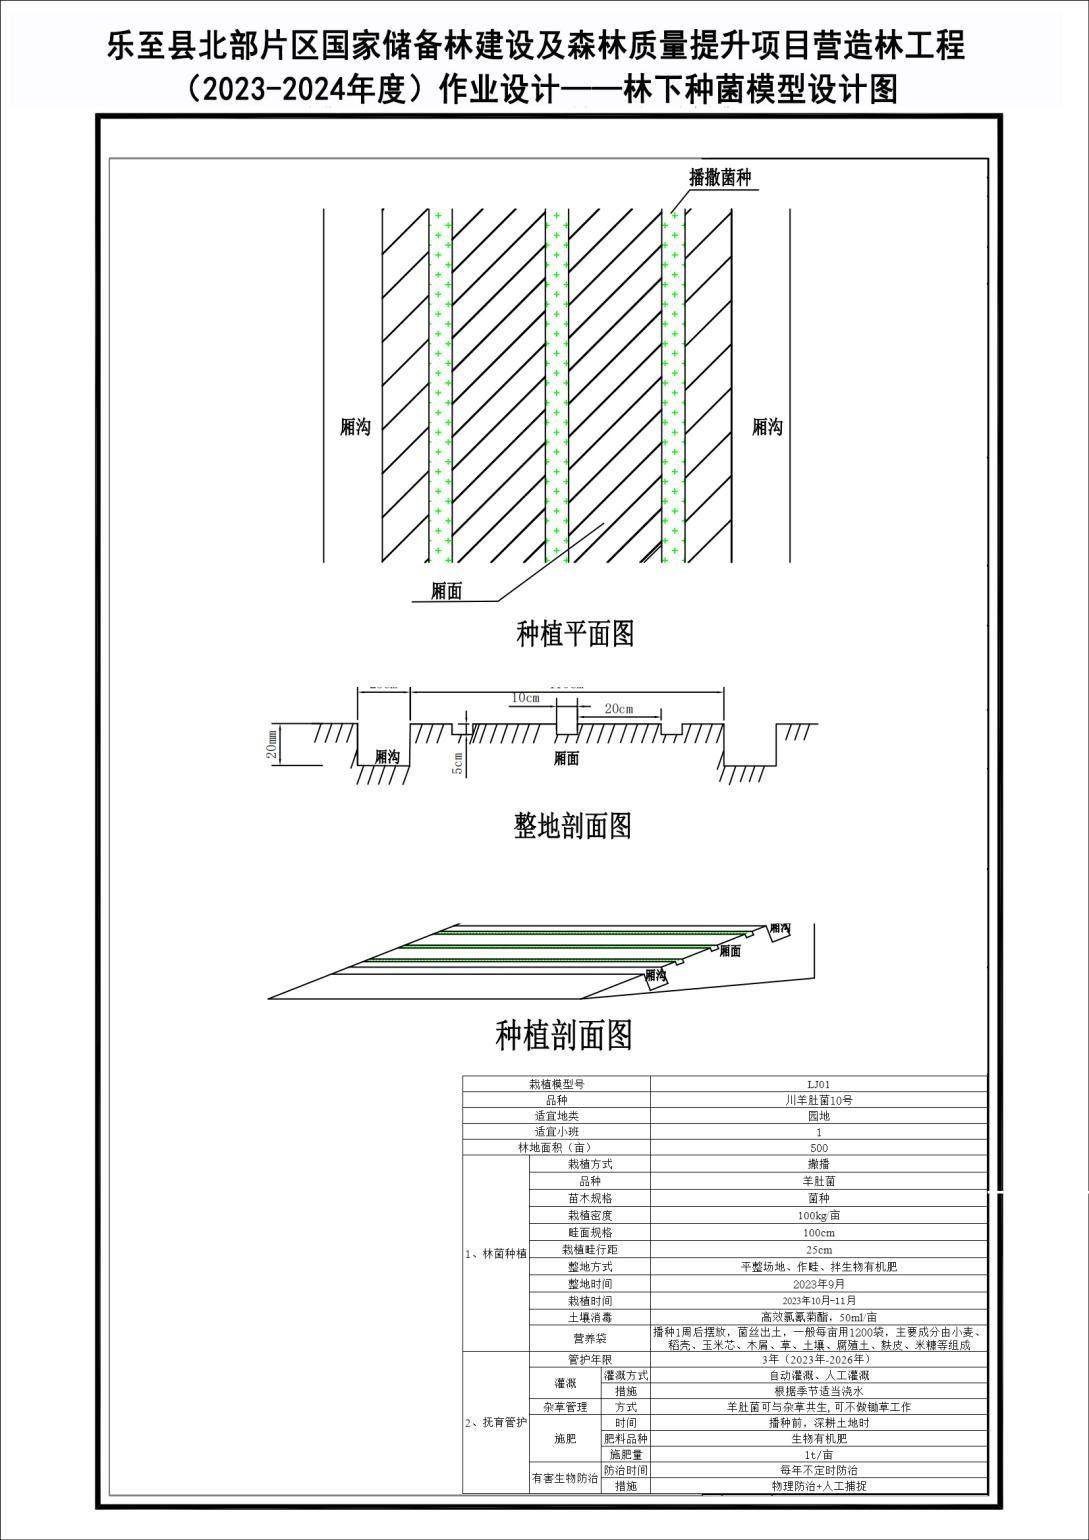 乐至县北部片区国家储备林建设及森林质量提升项目营造林工程
（2023-2024年度）作业设计——林下种菌模型设计图
播撒菌种
厢沟
厢沟
厢面
种植平面图
10cm
20cm
20mm
厢沟
5cm
厢面
整地剖面图
厢沟
厢面
厢沟
种植剖面图
栽植模型号 LJ01
品种 川羊肚菌10号
适宜地类 园地
适宜小班 1
林地面积（亩） 500
1、林菌种植
栽植方式 撒播
品种 羊肚菌
苗木规格 菌种
栽植密度 100kg/亩
畦面规格 100cm
栽植畦行距 25cm
整地方式 平整场地、作畦、拌生物有机肥
整地时间 2023年9月
栽植时间 2023年10月-11月
土壤消毒 高效氯氰菊酯，50ml/亩
营养袋 播种1周后摆放，菌丝出土，一般每亩用1200袋，主要成分由小麦、
稻壳、玉米芯、木屑、草、土壤、腐殖土、麸皮、米糠等组成
2、抚育管护
管护年限 3年（2023年-2026年）
灌溉 灌溉方式 自动灌溉、人工灌溉
措施 根据季节适当浇水
杂草管理 方式 羊肚菌可与杂草共生,可不做锄草工作
施肥 时间 播种前，深耕土地时
肥料品种 生物有机肥
施肥量 1t/亩
有害生物防治 防治时间 每年不定时防治
措施 物理防治+人工捕捉